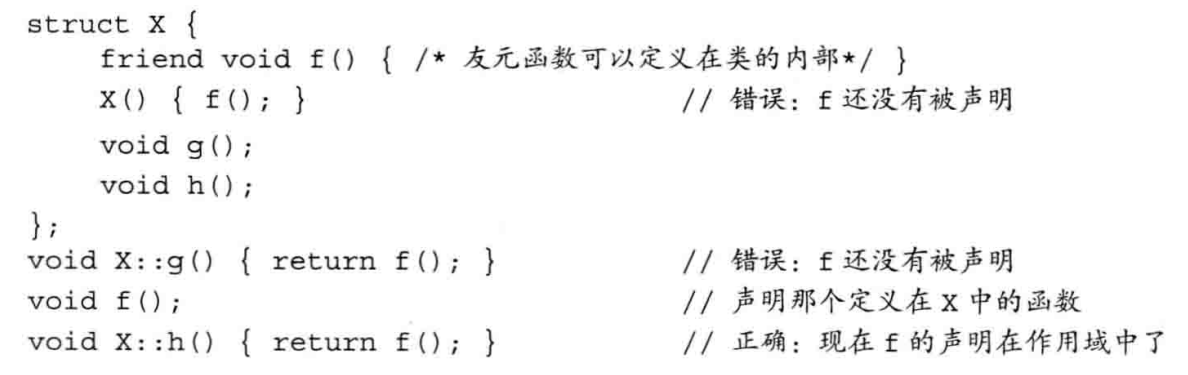 struct X {
    friend void f() { /* 友元函数可以定义在类的内部*/ }
    X() { f(); }                        // 错误：f 还没有被声明
    void g();
    void h();
};
void X::g() { return f(); }             // 错误：f 还没有被声明
void f();                               // 声明那个定义在 X 中的函数
void X::h() { return f(); }             // 正确：现在 f 的声明在作用域中了